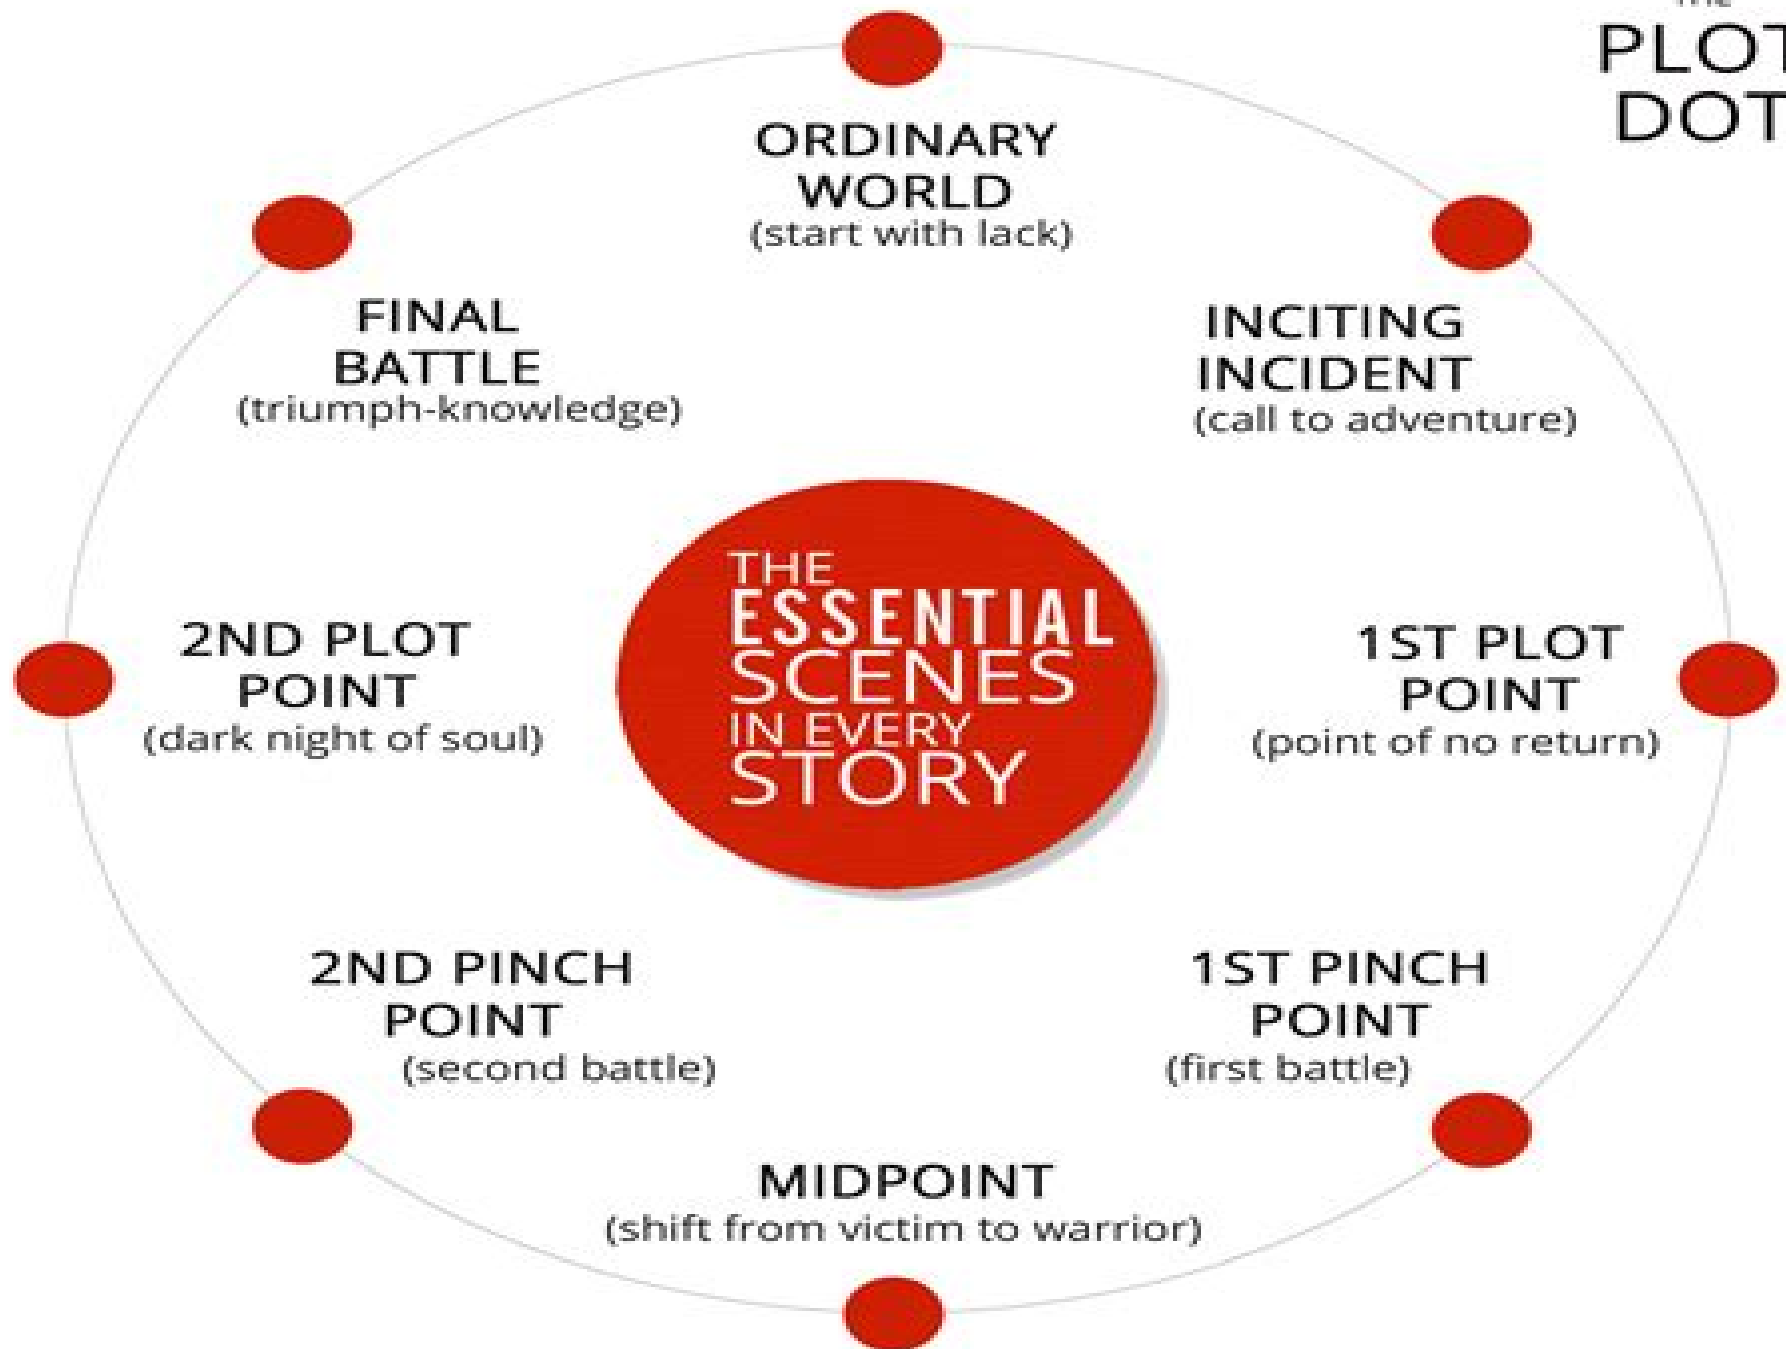 THE
PLOT
DOT
ORDINARY
WORLD
(start with lack)
INCITING
INCIDENT
(call to adventure)
1ST PLOT
POINT
(point of no return)
1ST PINCH
POINT
(first battle)
MIDPOINT
(shift from victim to warrior)
2ND PINCH
POINT
(second battle)
2ND PLOT
POINT
(dark night of soul)
FINAL
BATTLE
(triumph-knowledge)
THE
ESSENTIAL
SCENES
IN EVERY
STORY